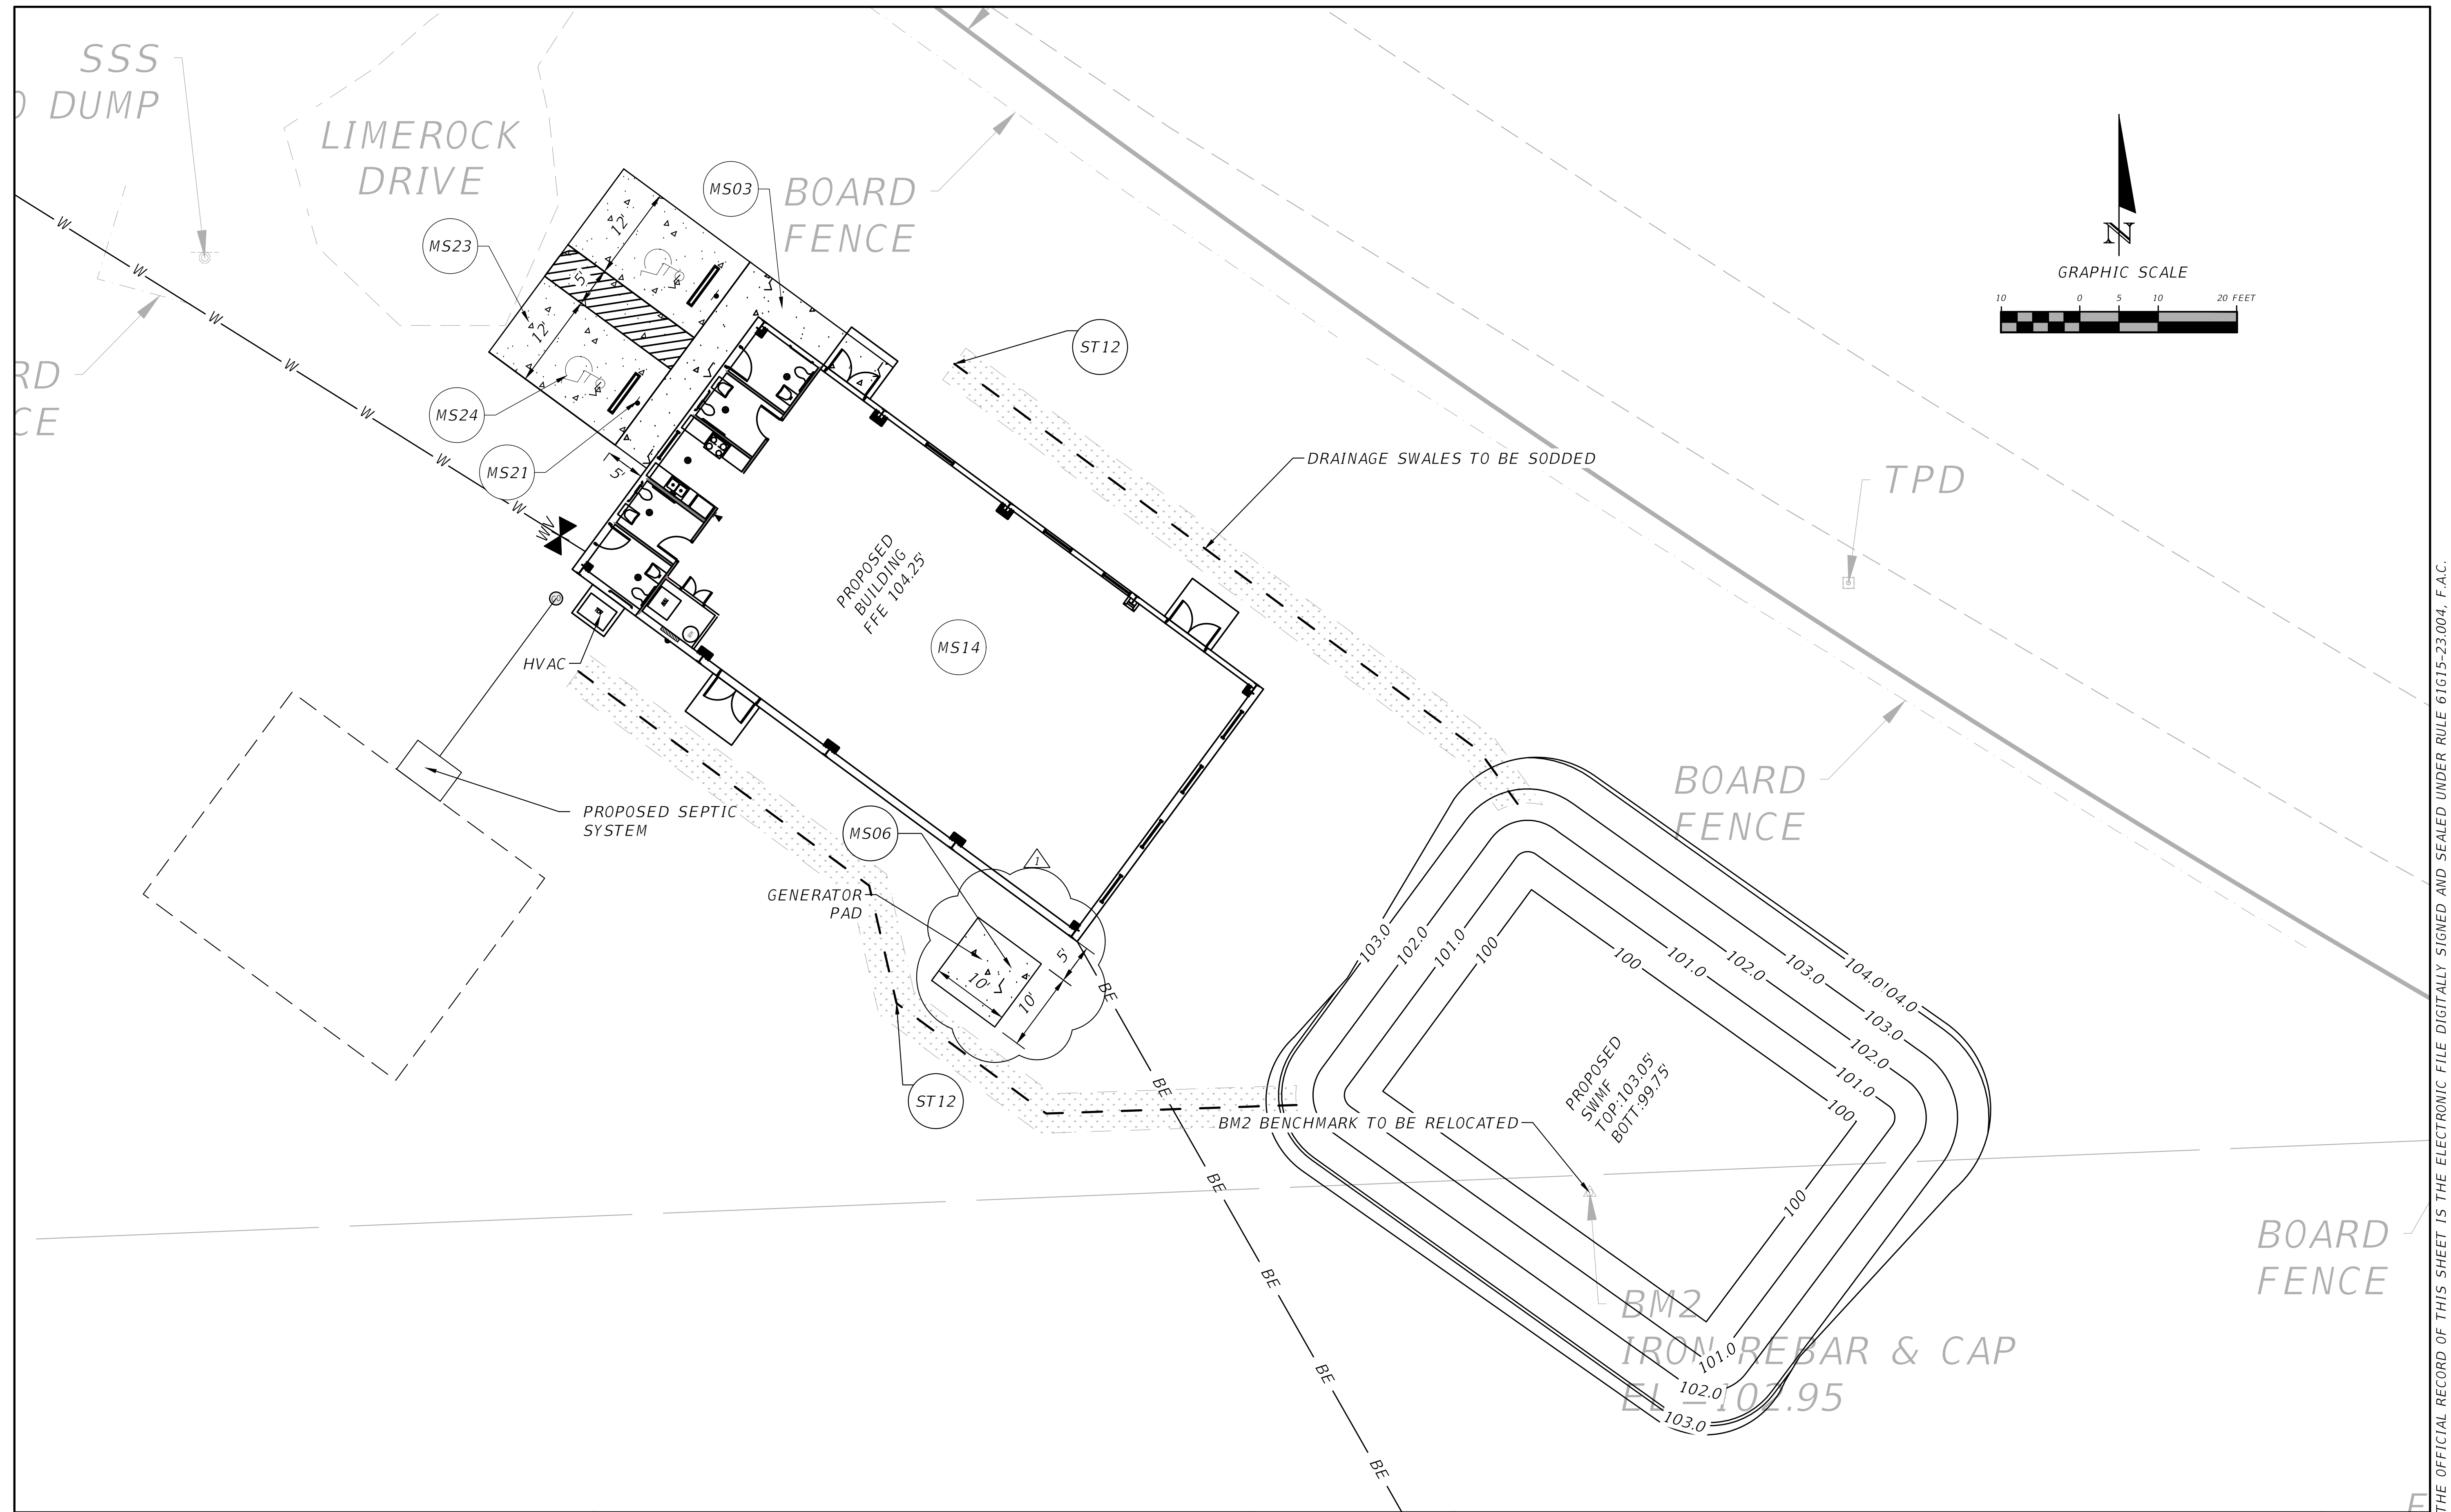 SSS
DUMP
LIMEROCK
DRIVE
MS03
BOARD
FENCE
MS23
12'
5'
12'
MS24
MS21
5'
W
W
W
W
W
W
W
WV
N
GRAPHIC SCALE
10 0 5 10 20 FEET
ST12
DRAINAGE SWALES TO BE SODDED
TPD
PROPOSED
BUILDING
FFE 104.25'
MS14
HVAC
PROPOSED SEPTIC
SYSTEM
MS06
1
GENERATOR
PAD
10'
10'
5'
BE
BE
BE
BE
BE
BE
ST12
BOARD
FENCE
103.0
102.0
101.0
100
100
101.0
102.0
103.0
104.0
104.0
103.0
102.0
101.0
100
100
PROPOSED
SWMF
TOP:103.05'
BOTT:99.75'
BM2 BENCHMARK TO BE RELOCATED
BM2
IRON REBAR & CAP
EL=102.95
101.0
102.0
103.0
BOARD
FENCE
THE OFFICIAL RECORD OF THIS SHEET IS THE ELECTRONIC FILE DIGITALLY SIGNED AND SEALED UNDER RULE 61G15-23.004, F.A.C.